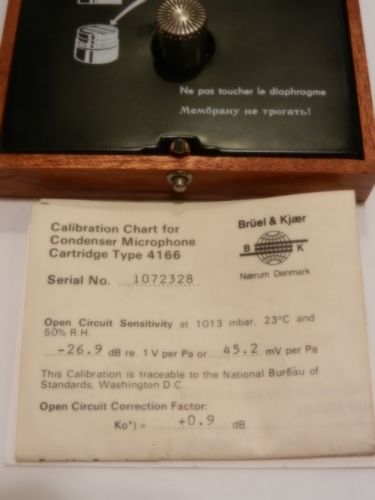 Ne pas toucher le diaphragme
Мембрану не трогать!
Calibration Chart for
Condenser Microphone
Cartridge Type 4166
Brüel & Kjær
B K
Nærum Denmark
Serial No. 1072328
Open Circuit Sensitivity at 1013 mbar, 23°C and
50% R.H.
-26.9 dB re. 1 V per Pa or 45.2 mV per Pa
This Calibration is traceable to the National Bureau of
Standards, Washington D.C.
Open Circuit Correction Factor:
Ko*) = +0.9 dB